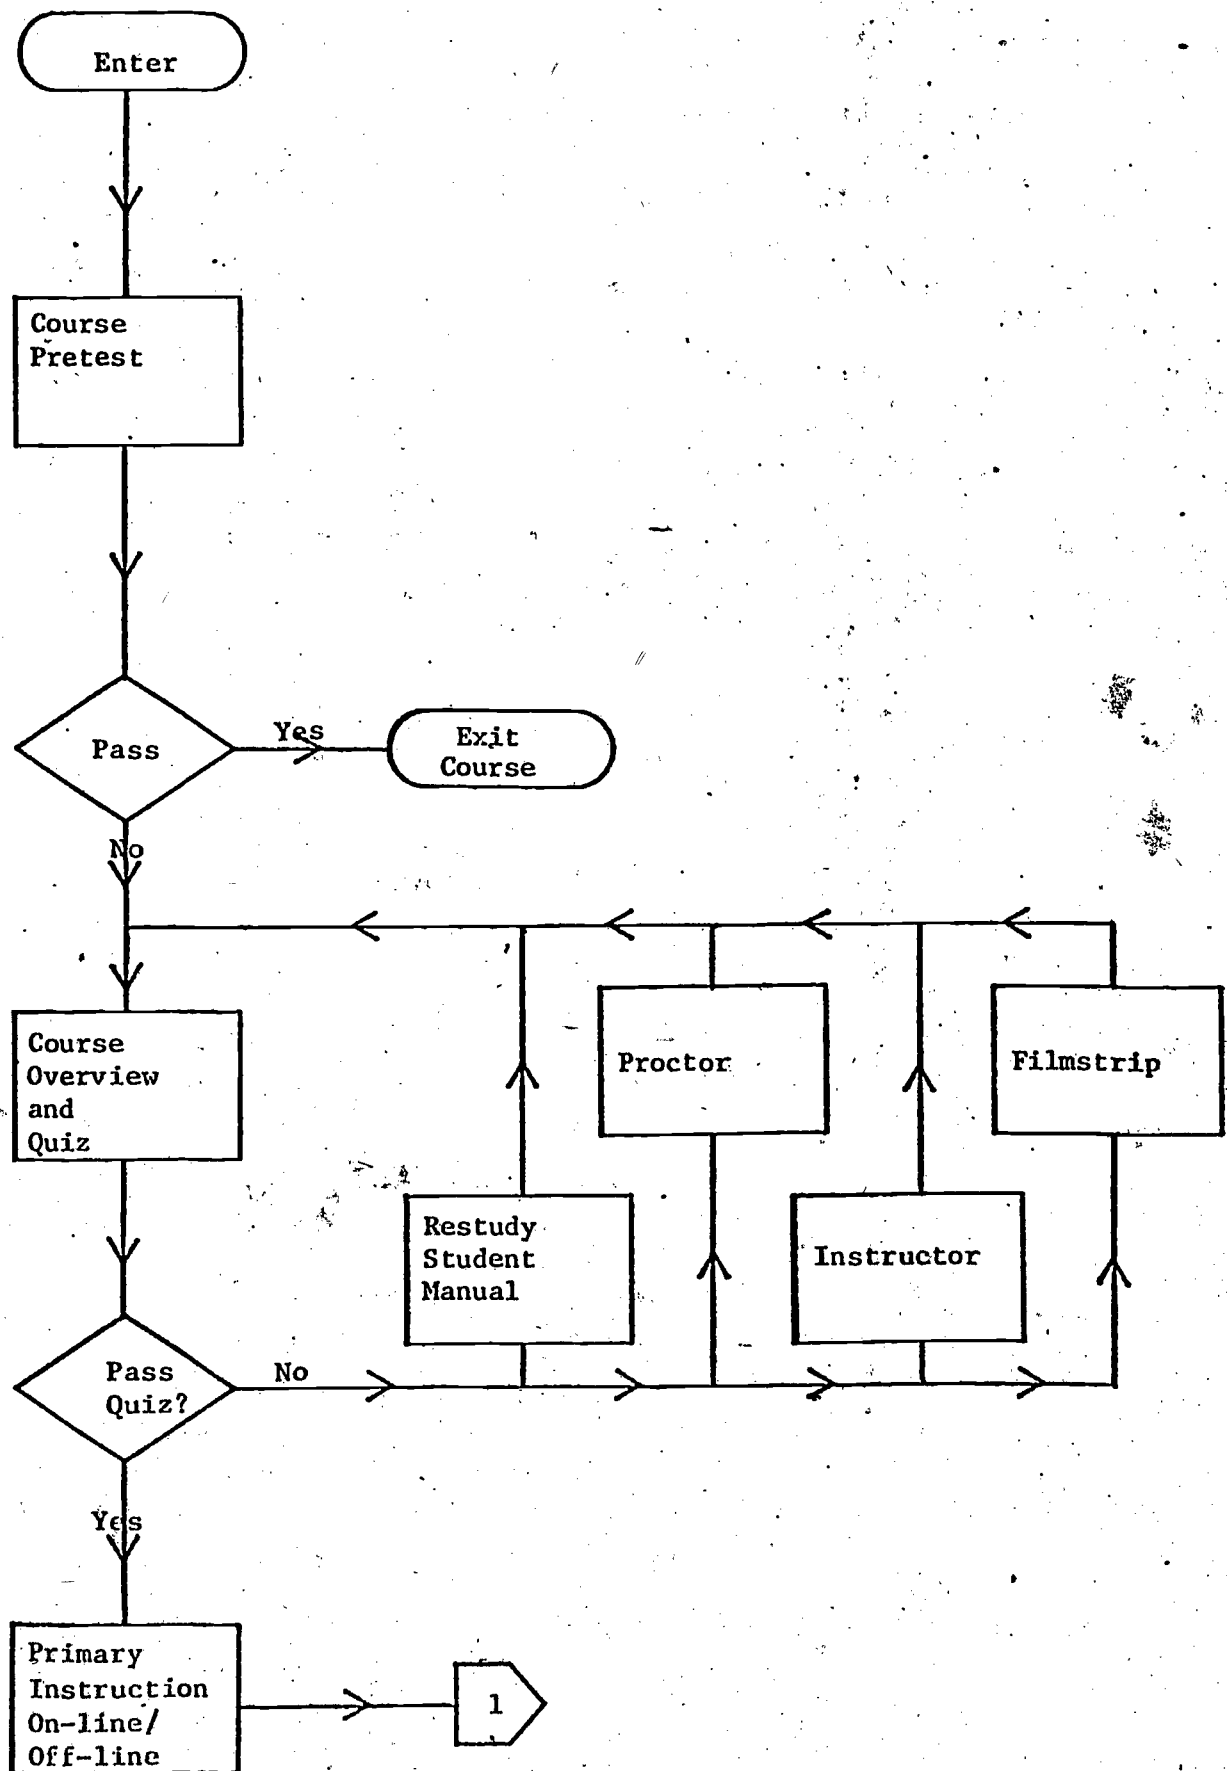 Enter
Course
Pretest
Pass
Yes
Exit
Course
No
Course
Overview
and
Quiz
Proctor
Filmstrip
Restudy
Student
Manual
Instructor
Pass
Quiz?
No
Yes
Primary
Instruction
On-line/
Off-line
1